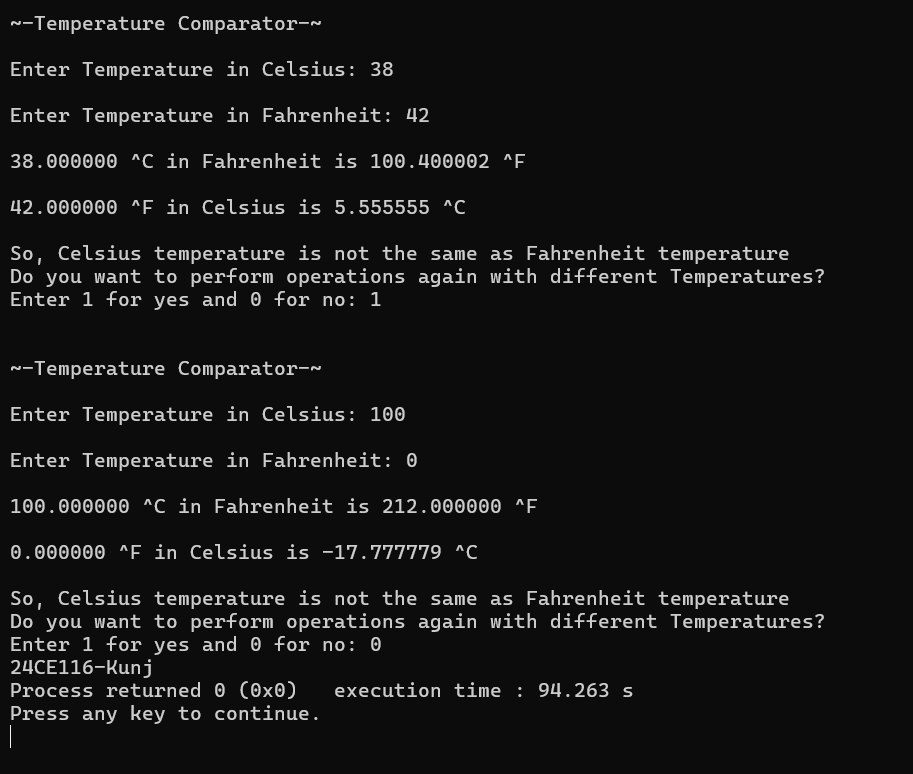 ~-Temperature Comparator-~
Enter Temperature in Celsius: 38
Enter Temperature in Fahrenheit: 42
38.000000 ^C in Fahrenheit is 100.400002 ^F
42.000000 ^F in Celsius is 5.555555 ^C
So, Celsius temperature is not the same as Fahrenheit temperature
Do you want to perform operations again with different Temperatures?
Enter 1 for yes and 0 for no: 1
~-Temperature Comparator-~
Enter Temperature in Celsius: 100
Enter Temperature in Fahrenheit: 0
100.000000 ^C in Fahrenheit is 212.000000 ^F
0.000000 ^F in Celsius is -17.777779 ^C
So, Celsius temperature is not the same as Fahrenheit temperature
Do you want to perform operations again with different Temperatures?
Enter 1 for yes and 0 for no: 0
24CE116-Kunj
Process returned 0 (0x0)   execution time : 94.263 s
Press any key to continue.